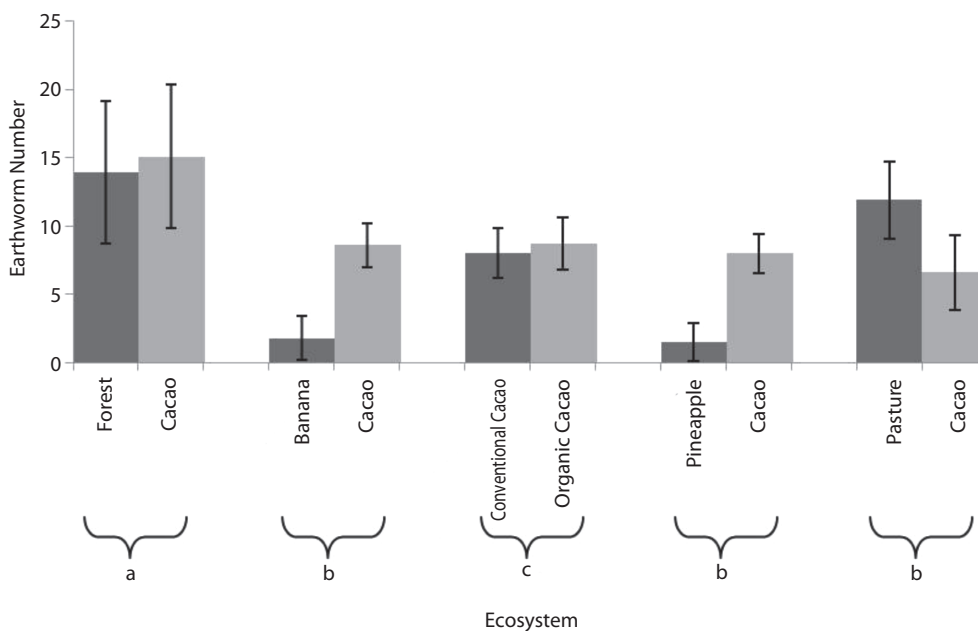 25
20
15
10
5
0
Earthworm Number
Forest
Cacao
Banana
Cacao
Conventional Cacao
Organic Cacao
Pineapple
Cacao
Pasture
Cacao
a
b
c
b
b
Ecosystem